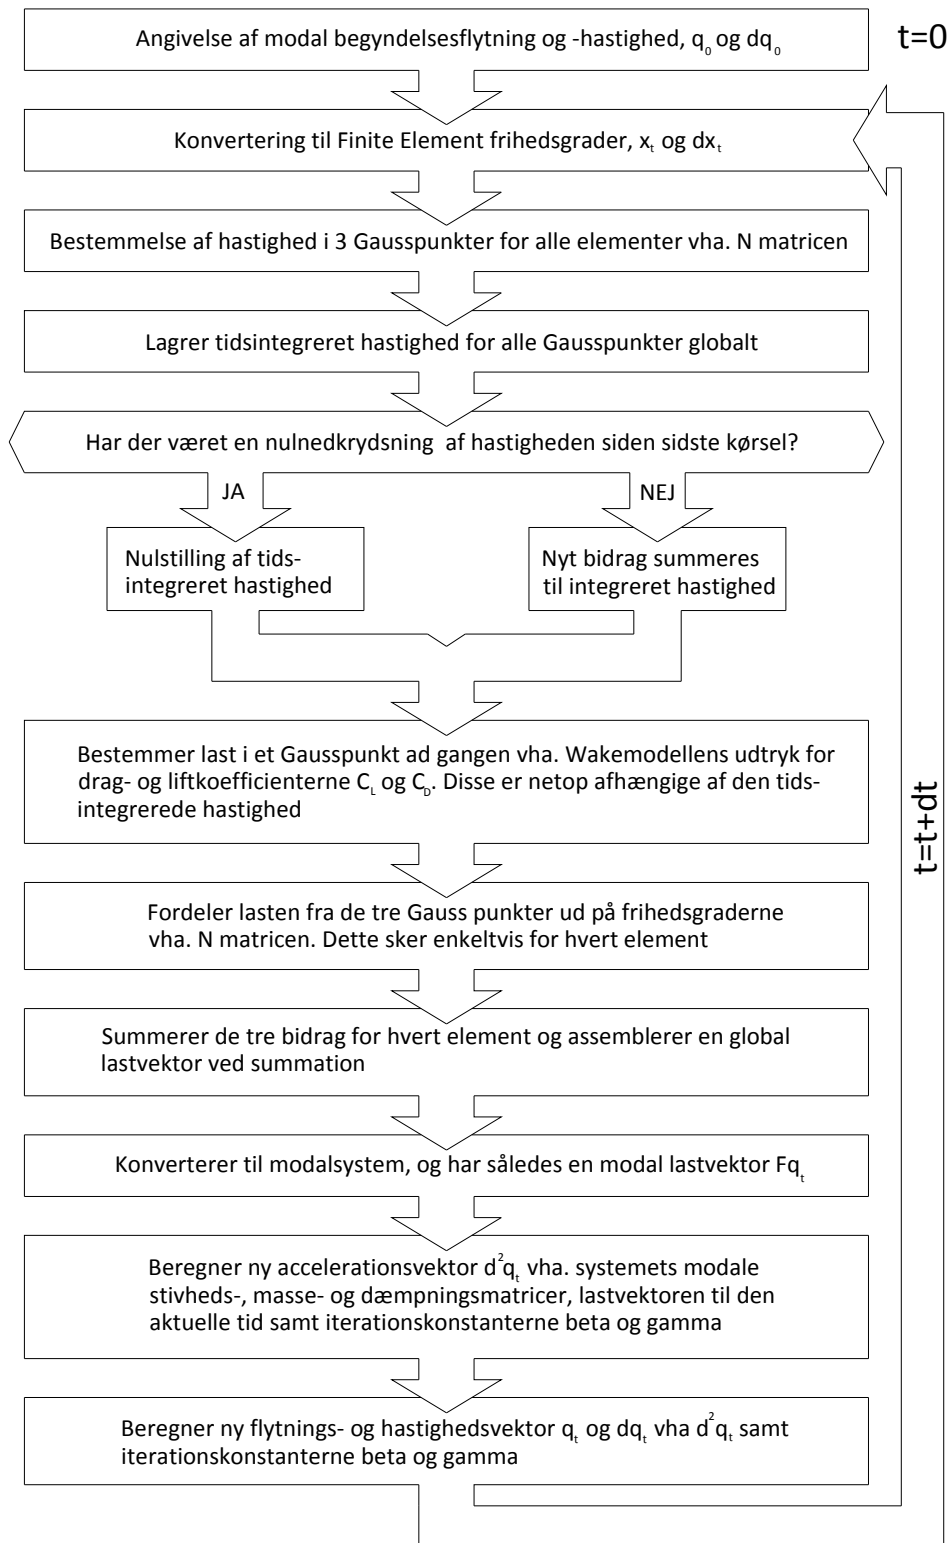 Angivelse af modal begyndelsesflytning og -hastighed, q₀ og dq₀
t=0
Konvertering til Finite Element frihedsgrader, xₜ og dxₜ
Bestemmelse af hastighed i 3 Gausspunkter for alle elementer vha. N matricen
Lagrer tidsintegreret hastighed for alle Gausspunkter globalt
Har der været en nulnedkrydsning af hastigheden siden sidste kørsel?
JA
NEJ
Nulstilling af tids-
integreret hastighed
Nyt bidrag summeres
til integreret hastighed
Bestemmer last i et Gausspunkt ad gangen vha. Wakemodellens udtryk for
drag- og liftkoefficienterne C_L og C_D. Disse er netop afhængige af den tids-
integrerede hastighed
t=t+dt
Fordeler lasten fra de tre Gauss punkter ud på frihedsgraderne
vha. N matricen. Dette sker enkeltvis for hvert element
Summerer de tre bidrag for hvert element og assemblerer en global
lastvektor ved summation
Konverterer til modalsystem, og har således en modal lastvektor Fqₜ
Beregner ny accelerationsvektor d²qₜ vha. systemets modale
stivheds-, masse- og dæmpningsmatricer, lastvektoren til den
aktuelle tid samt iterationskonstanterne beta og gamma
Beregner ny flytnings- og hastighedsvektor qₜ og dqₜ vha d²qₜ samt
iterationskonstanterne beta og gamma